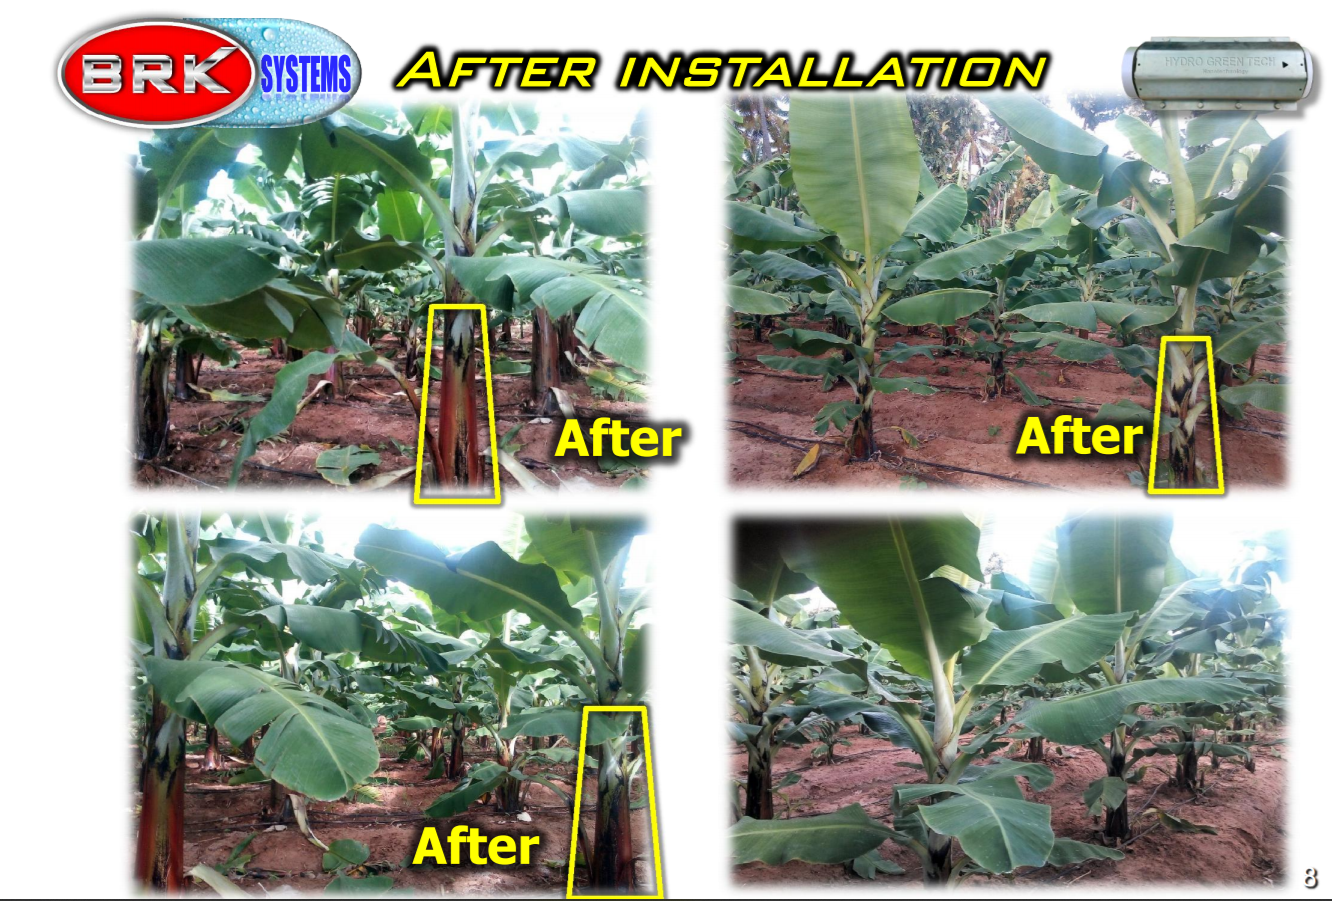 BRK SYSTEMS
AFTER INSTALLATION
HYDRO GREEN TECH
After
After
After
8